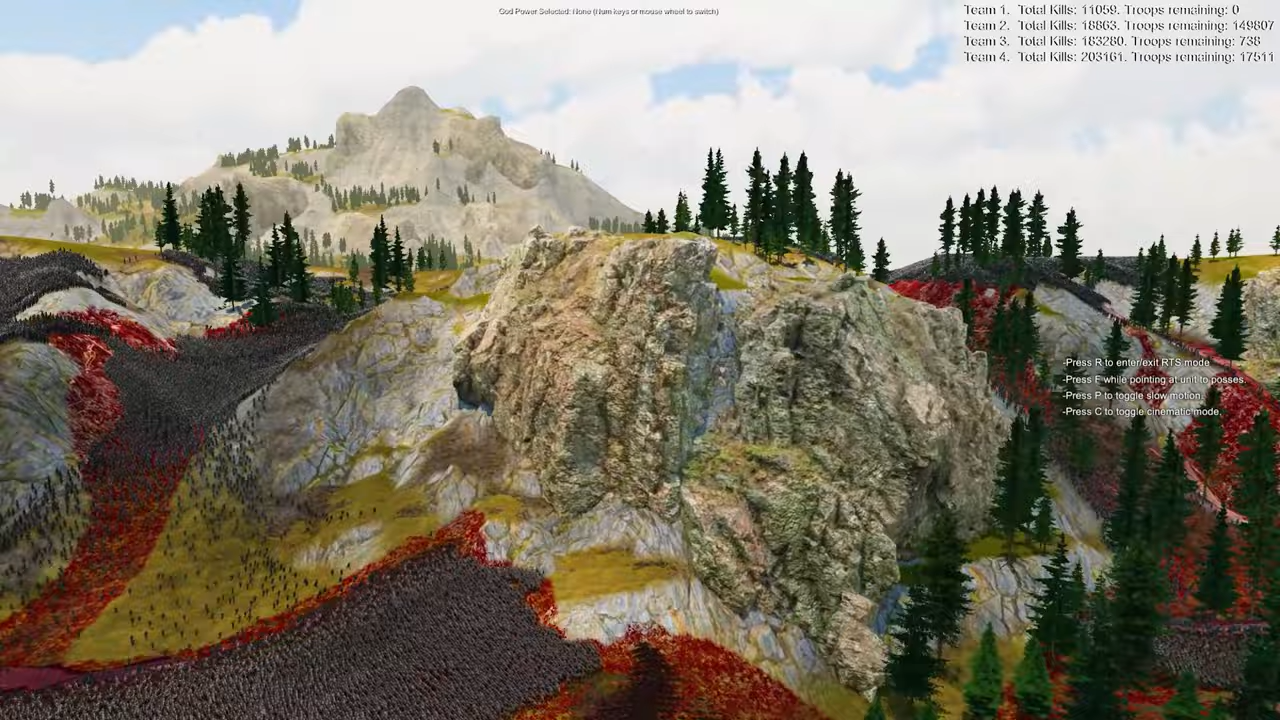 God Power Selected: None (Num keys or mouse wheel to switch)
Team 1. Total Kills: 11059. Troops remaining: 0
Team 2. Total Kills: 18863. Troops remaining: 149807
Team 3. Total Kills: 183280. Troops remaining: 738
Team 4. Total Kills: 203161. Troops remaining: 17511
-Press R to enter/exit RTS mode
-Press F while pointing at unit to posses.
-Press P to toggle slow motion.
-Press C to toggle cinematic mode.